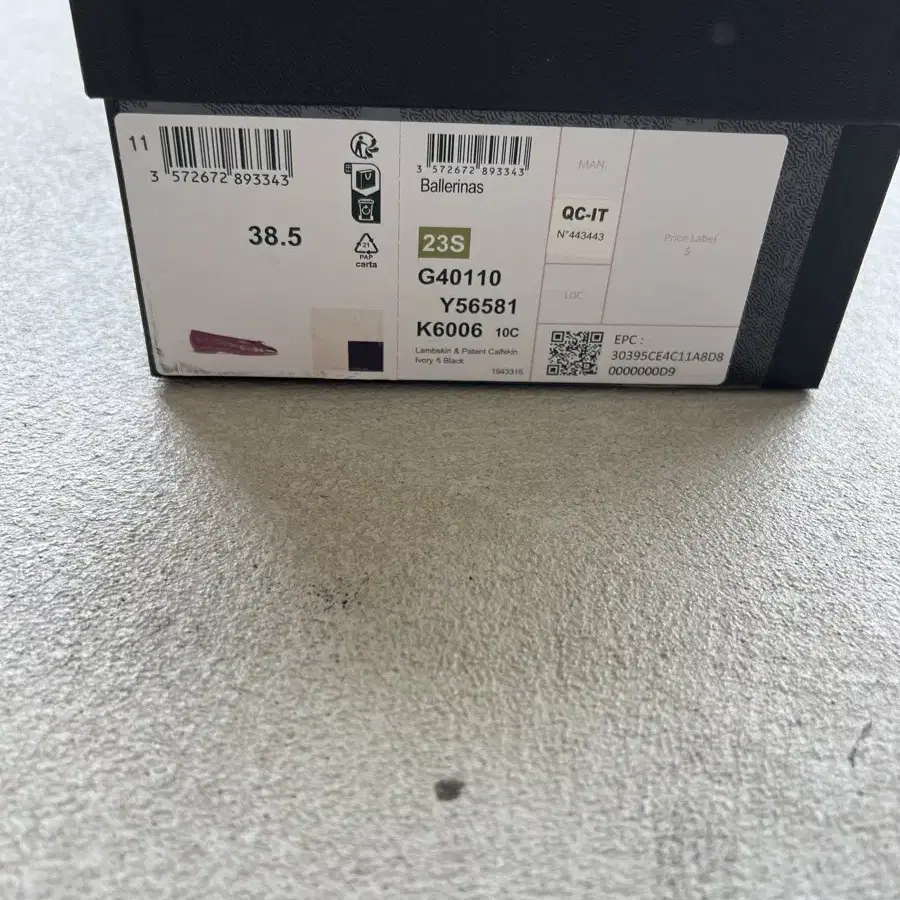 11
3 572672 893343
38.5
21
PAP
carta
3 572672 893343
Ballerinas
23S
G40110
Y56581
K6006 10C
Lambskin & Patent Calfskin
Ivory & Black
1943316
MAN.
QC-IT
N°443443
LOC
Price Label
$
EPC :
30395CE4C11A8D8
0000000D9